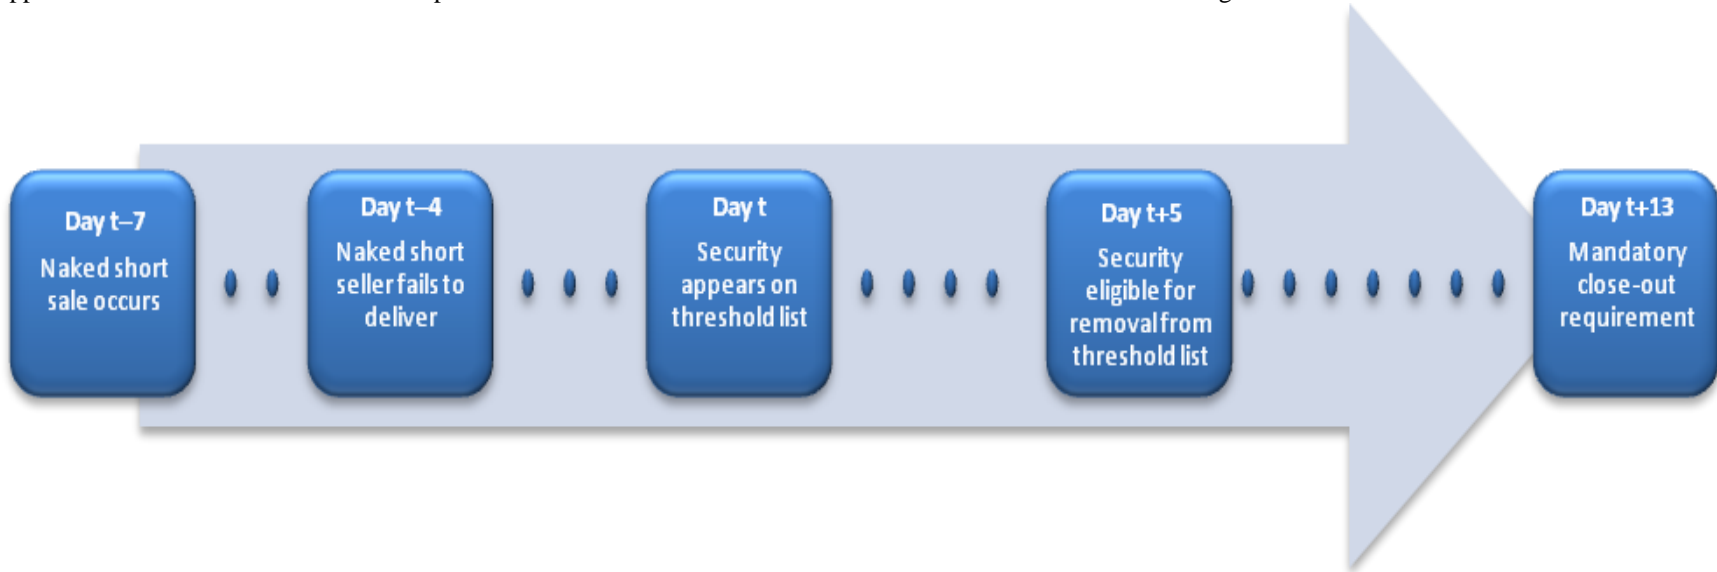 Day t–7
Naked short
sale occurs
Day t–4
Naked short
seller fails to
deliver
Day t
Security
appears on
threshold list
Day t+5
Security
eligible for
removal from
threshold list
Day t+13
Mandatory
close-out
requirement